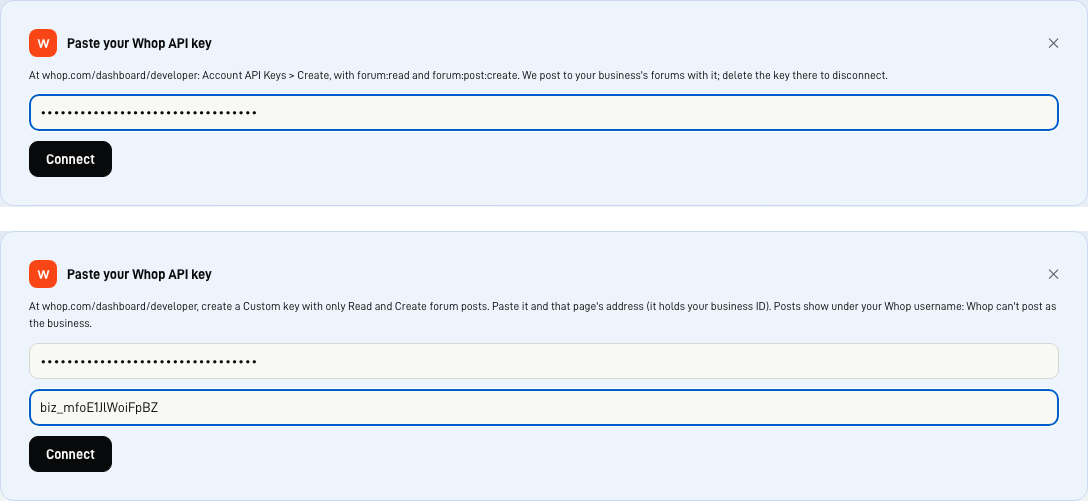 W Paste your Whop API key
At whop.com/dashboard/developer: Account API Keys > Create, with forum:read and forum:post:create. We post to your business's forums with it; delete the key there to disconnect.
•••••••••••••••••••••••••••••••••
Connect
W Paste your Whop API key
At whop.com/dashboard/developer, create a Custom key with only Read and Create forum posts. Paste it and that page's address (it holds your business ID). Posts show under your Whop username: Whop can't post as
the business.
•••••••••••••••••••••••••••••••••
biz_mfoE1JlWoiFpBZ
Connect